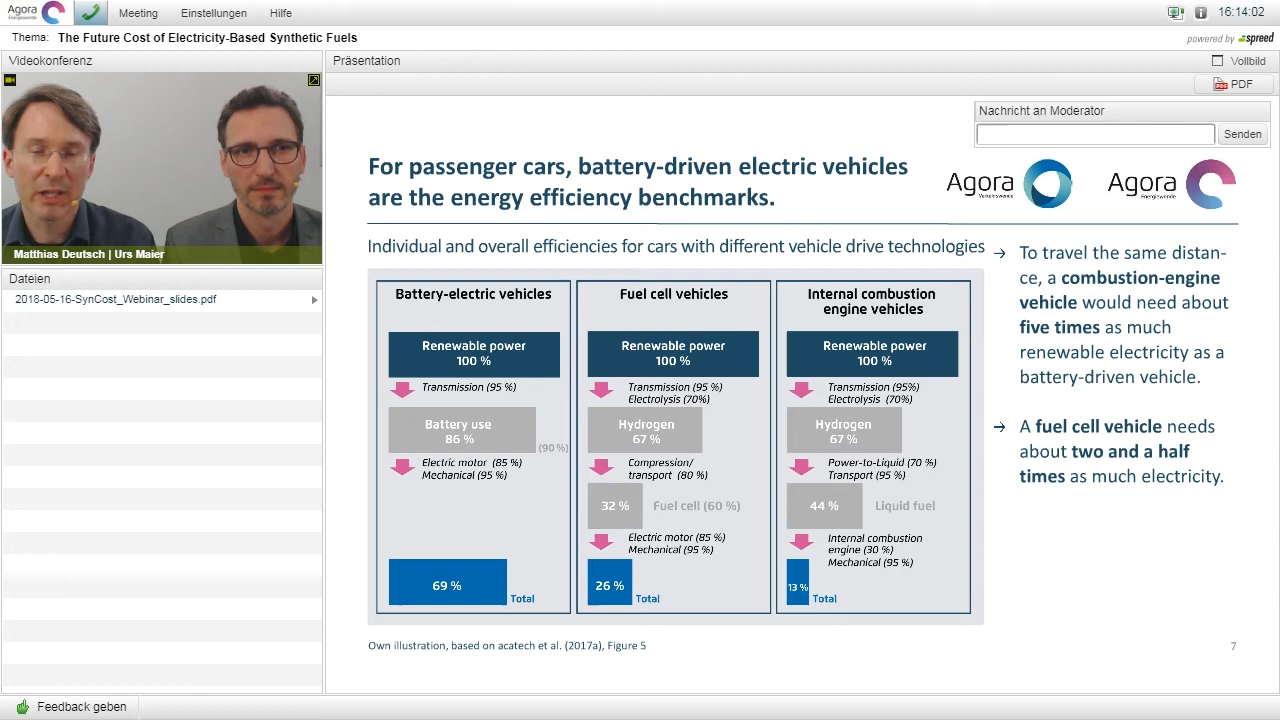 Agora
Energiewende
Meeting
Einstellungen
Hilfe
16:14:02
Thema: The Future Cost of Electricity-Based Synthetic Fuels
powered by spreed
Videokonferenz
Matthias Deutsch | Urs Maier
Dateien
2018-05-16-SynCost_Webinar_slides.pdf
Feedback geben
Präsentation
Vollbild
PDF
Nachricht an Moderator
Senden
For passenger cars, battery-driven electric vehicles
are the energy efficiency benchmarks.
Agora
Verkehrswende
Agora
Energiewende
Individual and overall efficiencies for cars with different vehicle drive technologies
Battery-electric vehicles
Renewable power
100 %
Transmission (95 %)
Battery use
86 %
(90 %)
Electric motor (85 %)
Mechanical (95 %)
69 %
Total
Fuel cell vehicles
Renewable power
100 %
Transmission (95 %)
Electrolysis (70%)
Hydrogen
67 %
Compression/
transport (80 %)
32 %
Fuel cell (60 %)
Electric motor (85 %)
Mechanical (95 %)
26 %
Total
Internal combustion
engine vehicles
Renewable power
100 %
Transmission (95%)
Electrolysis (70%)
Hydrogen
67 %
Power-to-Liquid (70 %)
Transport (95 %)
44 %
Liquid fuel
Internal combustion
engine (30 %)
Mechanical (95 %)
13 %
Total
→ To travel the same distan-
ce, a combustion-engine
vehicle would need about
five times as much
renewable electricity as a
battery-driven vehicle.
→ A fuel cell vehicle needs
about two and a half
times as much electricity.
Own illustration, based on acatech et al. (2017a), Figure 5
7